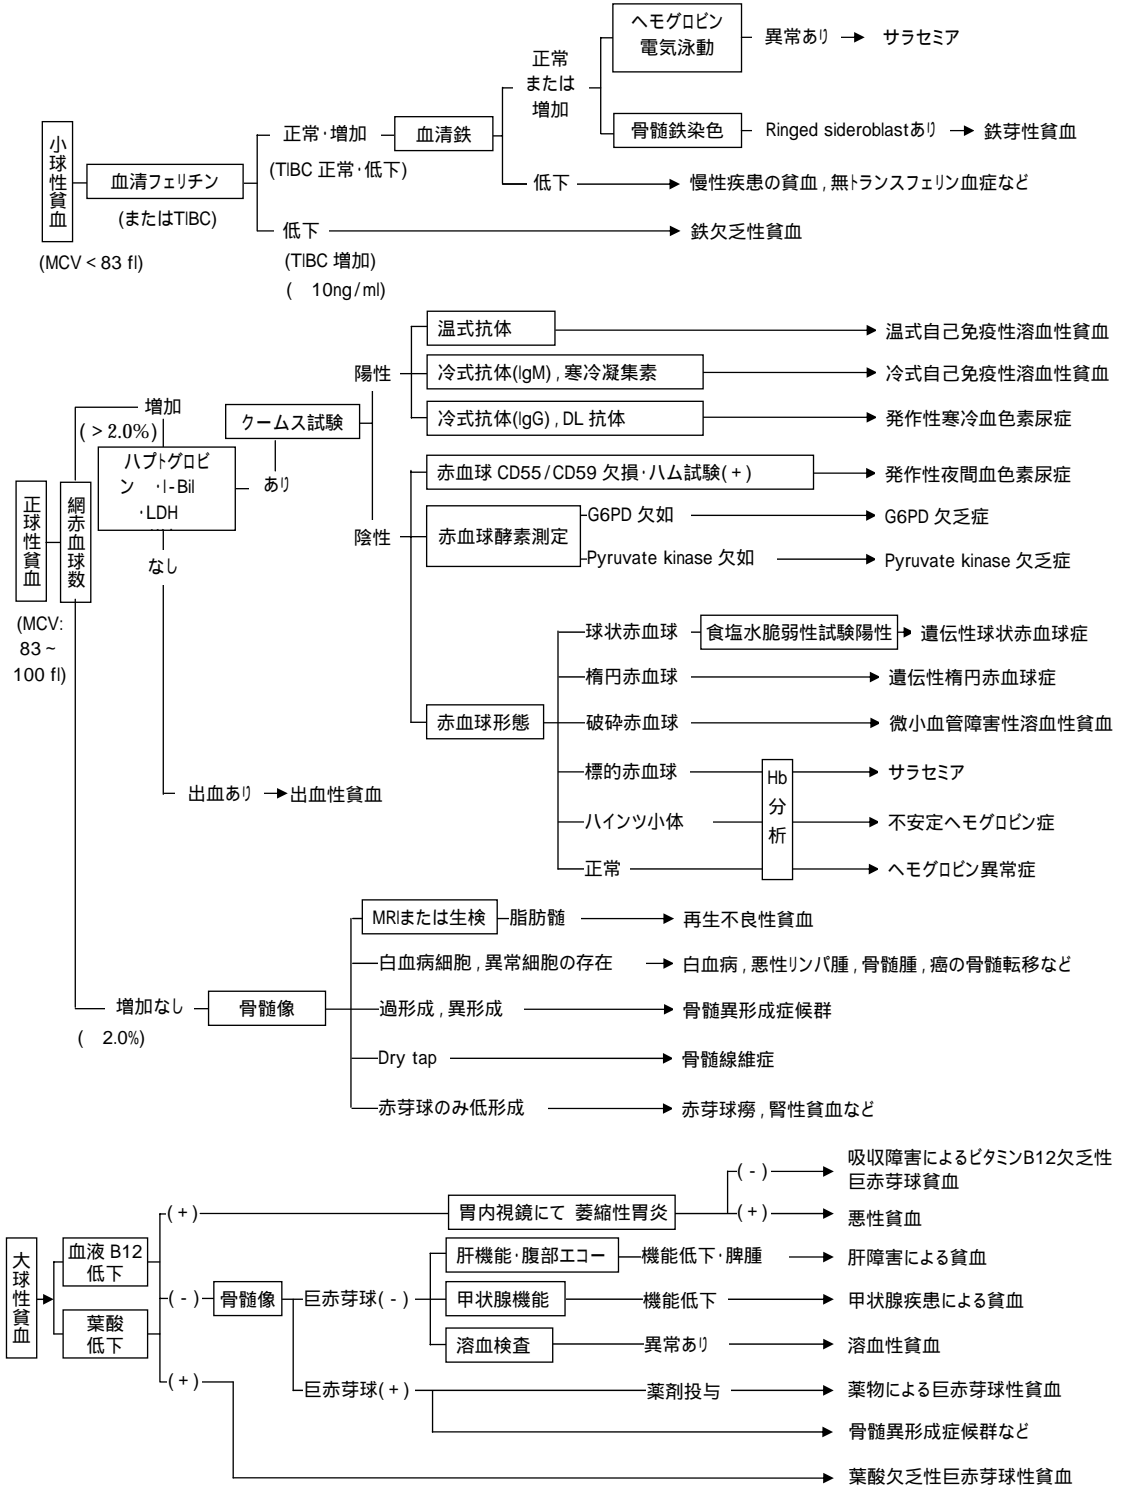 小球性貧血
(MCV < 83 fl)
血清フェリチン
(またはTIBC)
正常·増加
(TIBC 正常·低下)
血清鉄
正常
または
増加
ヘモグロビン
電気泳動
異常あり
サラセミア
骨髄鉄染色
Ringed sideroblastあり
鉄芽性貧血
低下
慢性疾患の貧血 , 無トランスフェリン血症など
低下
(TIBC 増加)
( 10ng/ml)
鉄欠乏性貧血
正球性貧血
(MCV:
83 ~
100 fl)
網赤血球数
増加
( > 2.0%)
ハプトグロビ
ン ·I-Bil
·LDH
あり
クームス試験
陽性
温式抗体
温式自己免疫性溶血性貧血
冷式抗体(IgM) , 寒冷凝集素
冷式自己免疫性溶血性貧血
冷式抗体(IgG) , DL 抗体
発作性寒冷血色素尿症
陰性
赤血球 CD55/CD59 欠損·ハム試験( + )
発作性夜間血色素尿症
赤血球酵素測定
G6PD 欠如
G6PD 欠乏症
Pyruvate kinase 欠如
Pyruvate kinase 欠乏症
赤血球形態
球状赤血球
食塩水脆弱性試験陽性
遺伝性球状赤血球症
楕円赤血球
遺伝性楕円赤血球症
破砕赤血球
微小血管障害性溶血性貧血
標的赤血球
Hb
分
析
サラセミア
ハインツ小体
不安定ヘモグロビン症
正常
ヘモグロビン異常症
なし
出血あり
出血性貧血
増加なし
( 2.0%)
骨髄像
MRIまたは生検
脂肪髄
再生不良性貧血
白血病細胞 , 異常細胞の存在
白血病 , 悪性リンパ腫 , 骨髄腫 , 癌の骨髄転移など
過形成 , 異形成
骨髄異形成症候群
Dry tap
骨髄線維症
赤芽球のみ低形成
赤芽球癆 , 腎性貧血など
大球性貧血
血液 B12
低下
葉酸
低下
( + )
胃内視鏡にて 萎縮性胃炎
( - )
吸収障害によるビタミンB12欠乏性
巨赤芽球貧血
( + )
悪性貧血
( - )
骨髄像
巨赤芽球( - )
肝機能·腹部エコー
機能低下·脾腫
肝障害による貧血
甲状腺機能
機能低下
甲状腺疾患による貧血
溶血検査
異常あり
溶血性貧血
巨赤芽球( + )
薬剤投与
薬物による巨赤芽球性貧血
骨髄異形成症候群など
( + )
葉酸欠乏性巨赤芽球性貧血